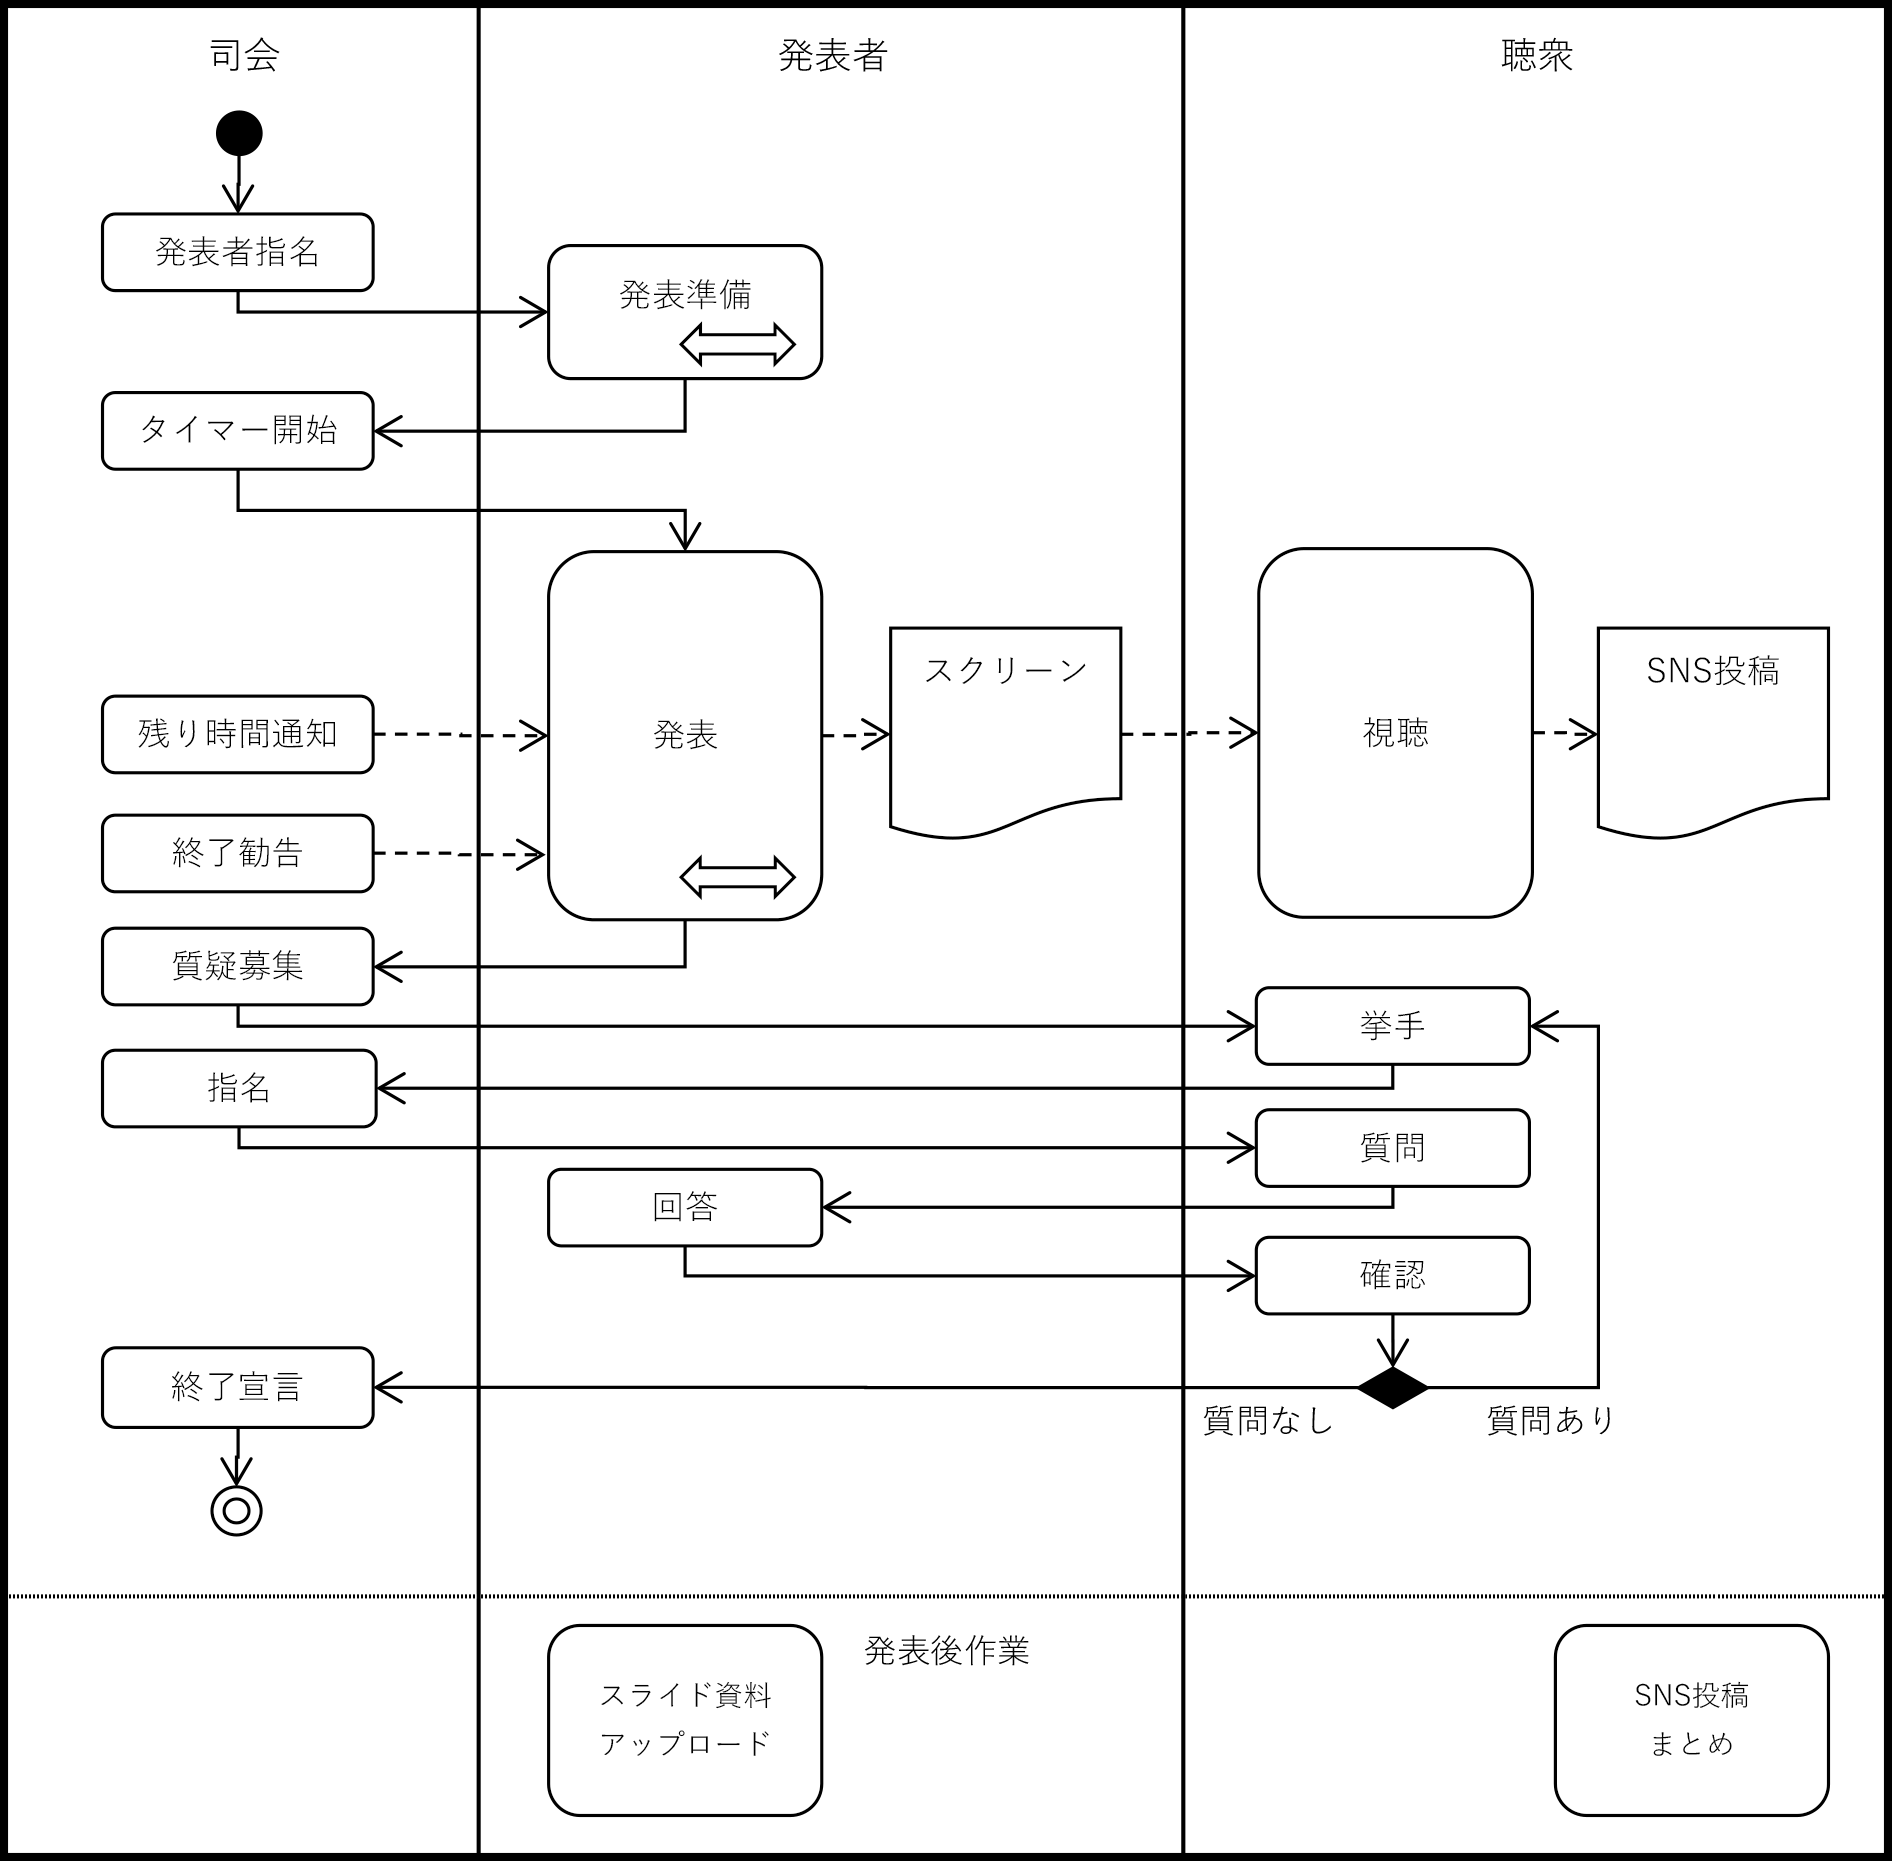 司会
発表者
聴衆
発表者指名
発表準備
タイマー開始
スクリーン
SNS投稿
残り時間通知
発表
視聴
終了勧告
質疑募集
挙手
指名
質問
回答
確認
終了宣言
質問なし
質問あり
発表後作業
スライド資料
アップロード
SNS投稿
まとめ